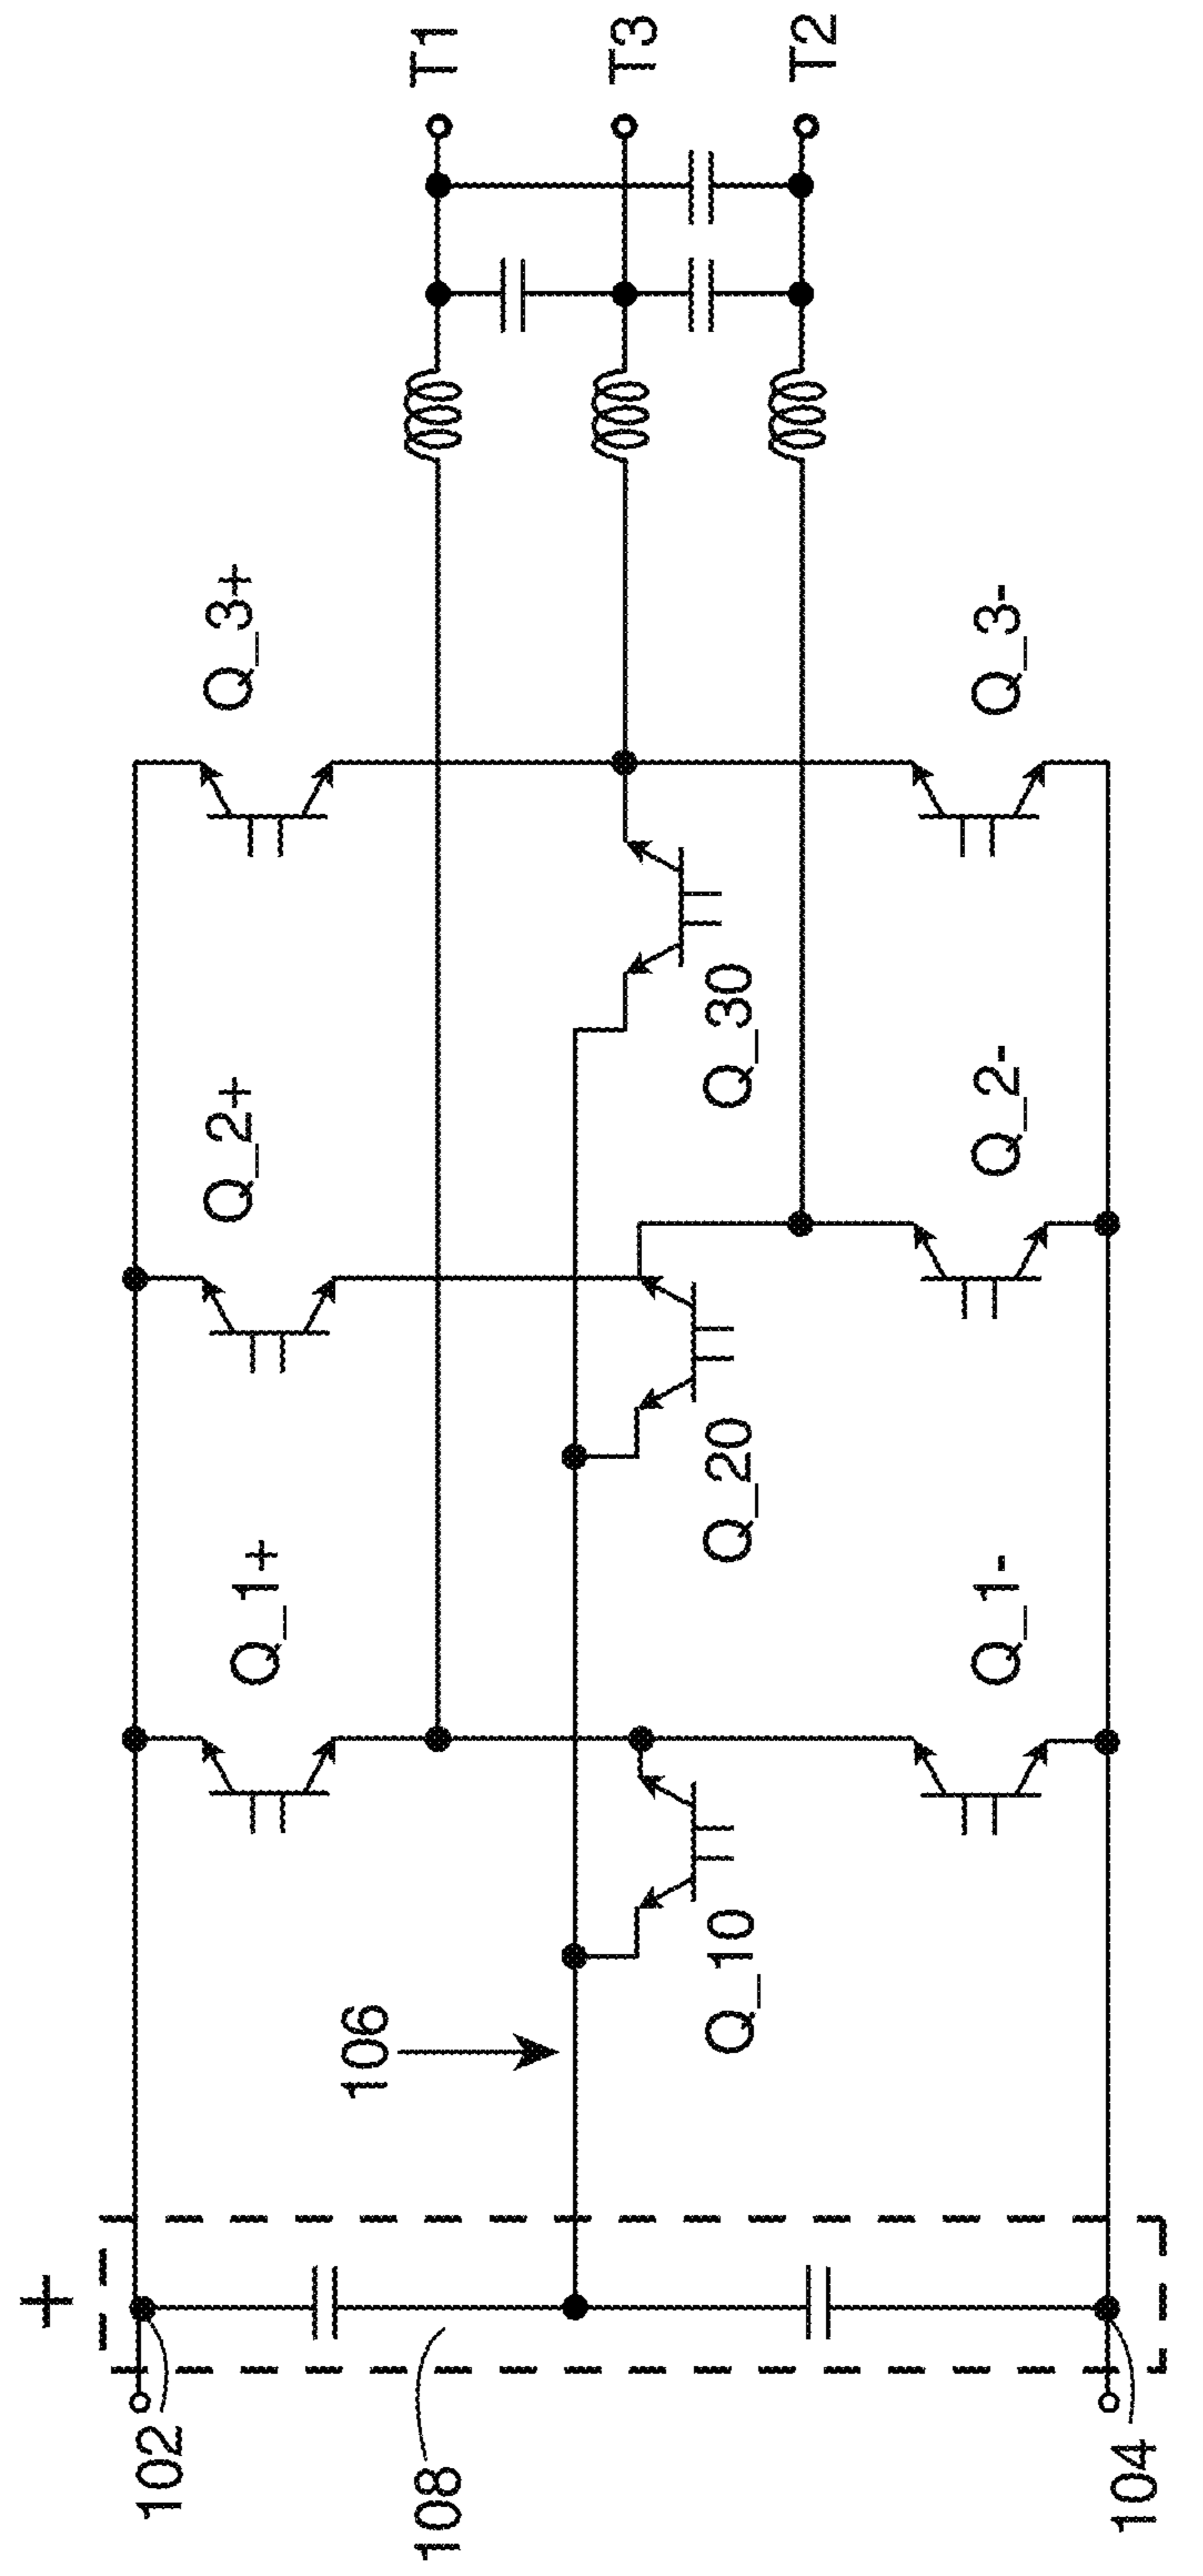 +
102
108
104
106
Q_1+
Q_2+
Q_3+
Q_10
Q_20
Q_30
Q_1-
Q_2-
Q_3-
T1
T3
T2